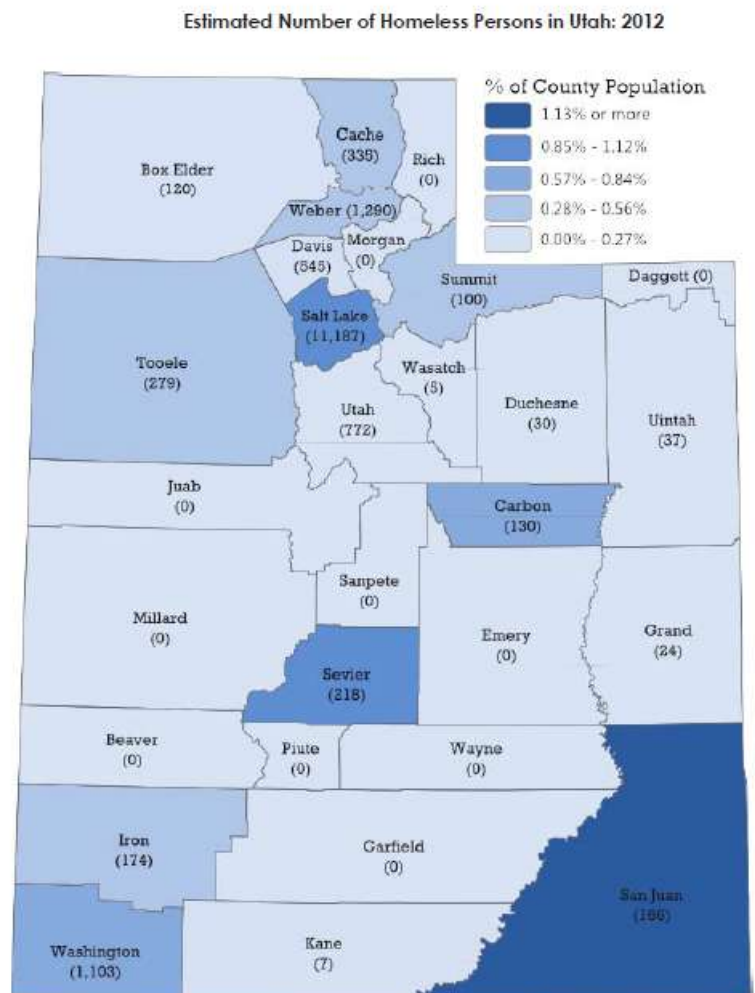 Estimated Number of Homeless Persons in Utah: 2012
% of County Population
1.13% or more
0.85% - 1.12%
0.57% - 0.84%
0.28% - 0.56%
0.00% - 0.27%
Cache
(335)
Rich
(0)
Box Elder
(120)
Weber (1,290)
Davis
(545)
Morgan
(0)
Summit
(100)
Daggett (0)
Salt Lake
(11,187)
Tooele
(279)
Wasatch
(5)
Utah
(772)
Duchesne
(30)
Uintah
(37)
Juab
(0)
Carbon
(130)
Sanpete
(0)
Millard
(0)
Emery
(0)
Grand
(24)
Sevier
(218)
Beaver
(0)
Piute
(0)
Wayne
(0)
Iron
(174)
Garfield
(0)
San Juan
(186)
Washington
(1,103)
Kane
(7)